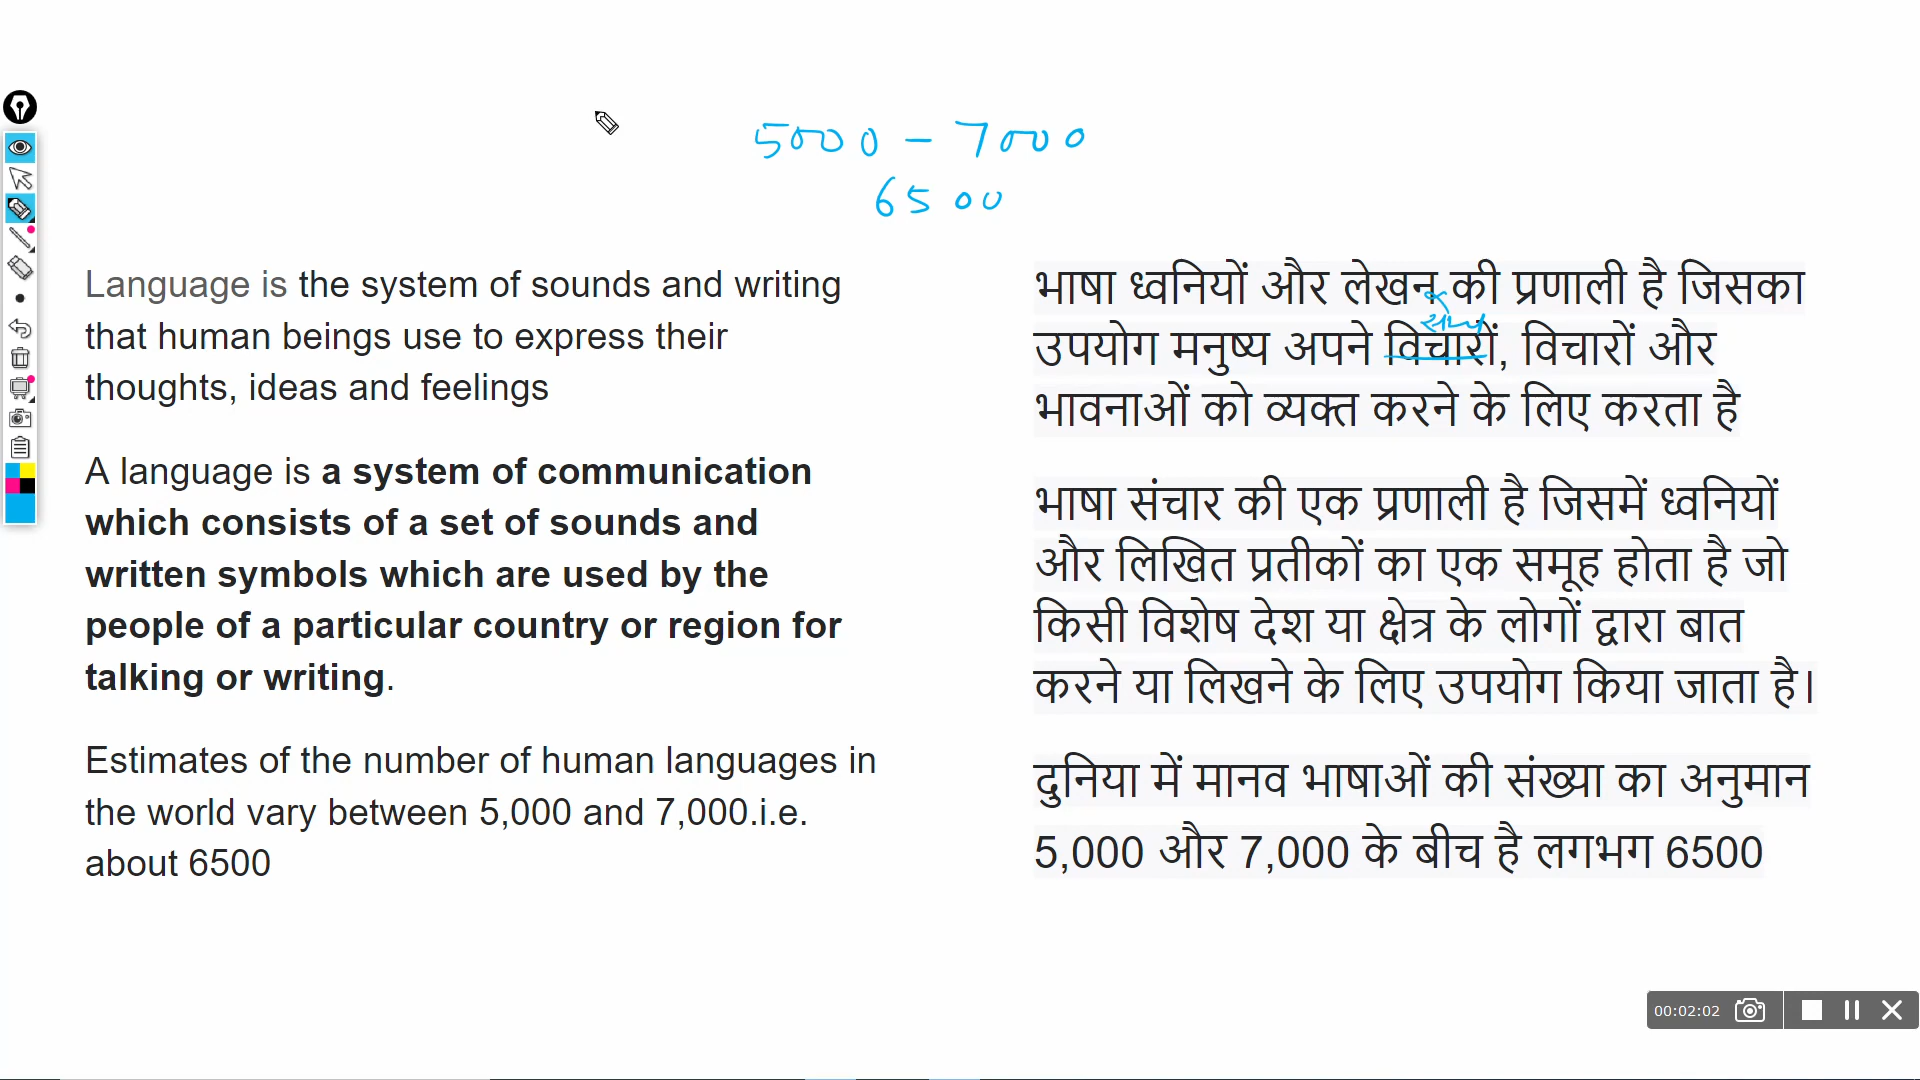 5000 - 7000
6500
Language is the system of sounds and writing
that human beings use to express their
thoughts, ideas and feelings
A language is a system of communication
which consists of a set of sounds and
written symbols which are used by the
people of a particular country or region for
talking or writing.
Estimates of the number of human languages in
the world vary between 5,000 and 7,000.i.e.
about 6500
भाषा ध्वनियों और लेखन की प्रणाली है जिसका
उपयोग मनुष्य अपने विचारों, विचारों और
भावनाओं को व्यक्त करने के लिए करता है
भाषा संचार की एक प्रणाली है जिसमें ध्वनियों
और लिखित प्रतीकों का एक समूह होता है जो
किसी विशेष देश या क्षेत्र के लोगों द्वारा बात
करने या लिखने के लिए उपयोग किया जाता है।
दुनिया में मानव भाषाओं की संख्या का अनुमान
5,000 और 7,000 के बीच है लगभग 6500
00:02:02